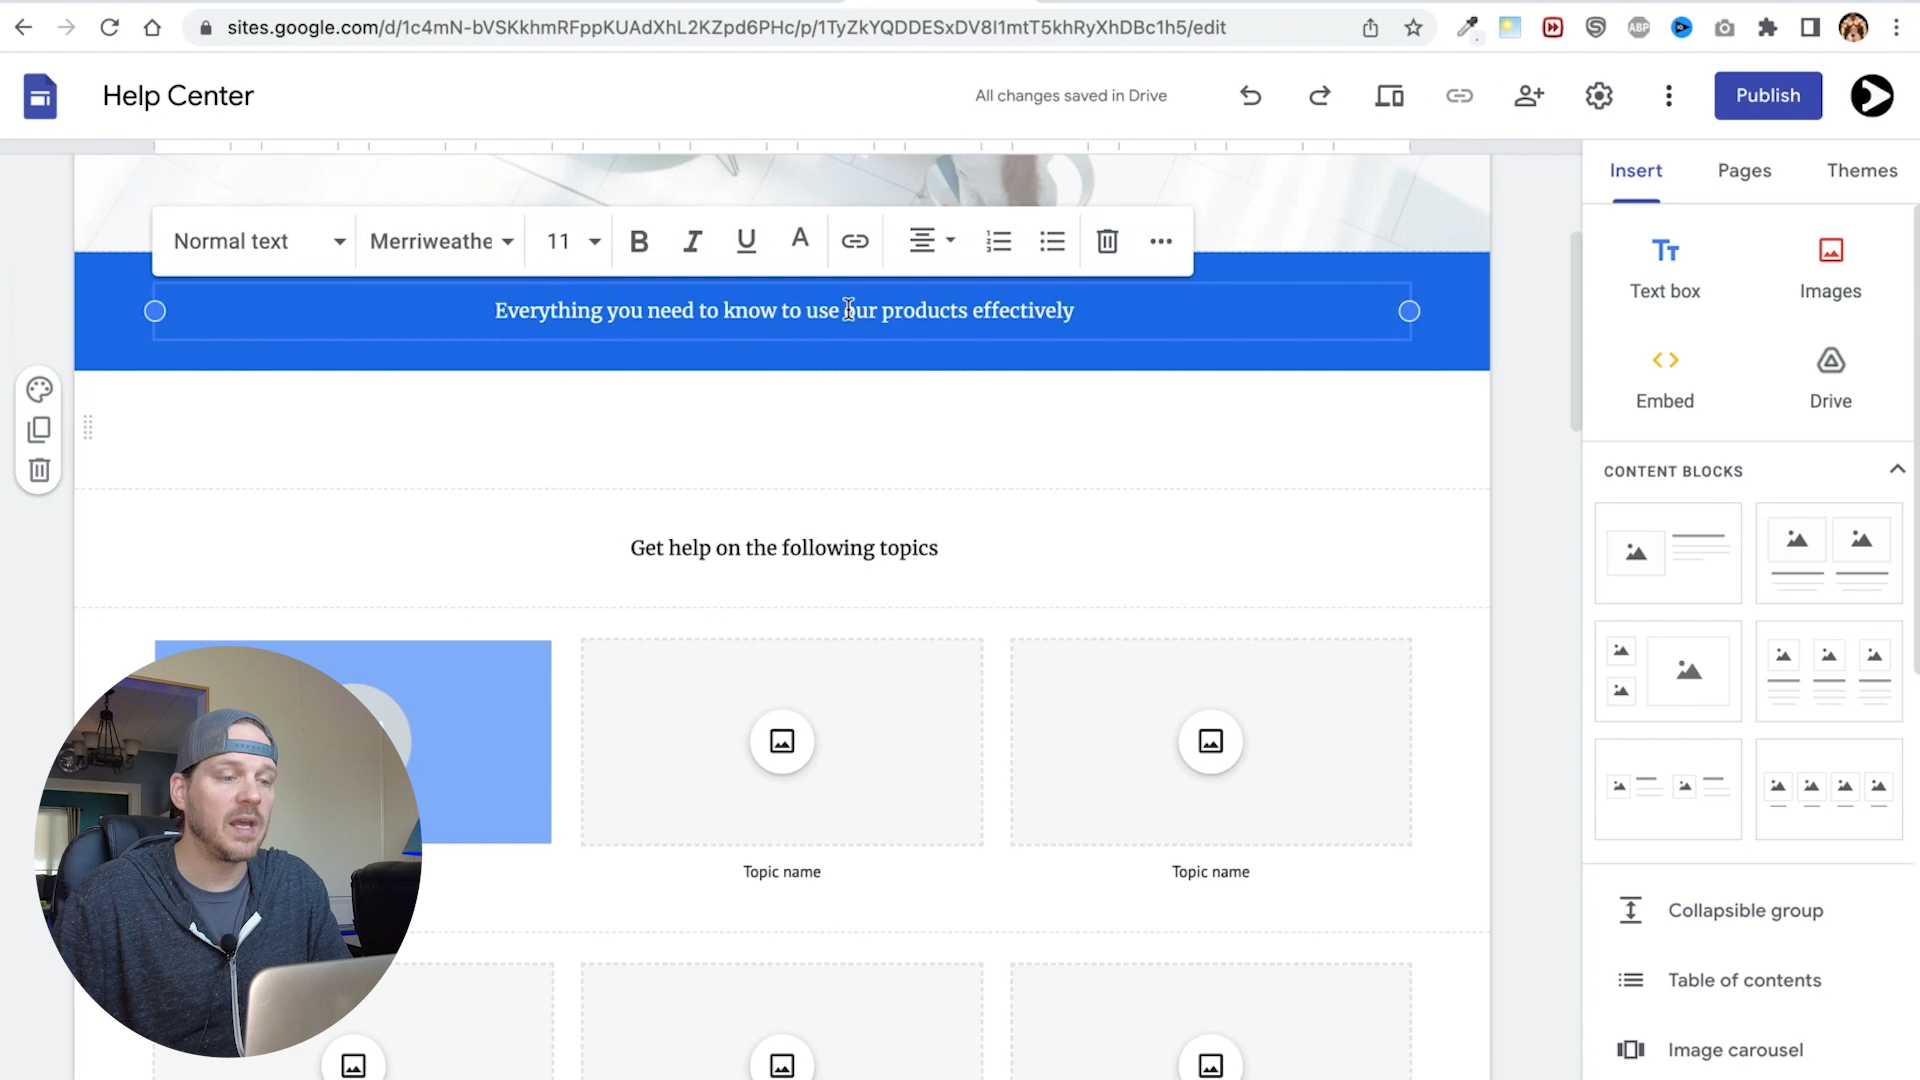 sites.google.com/d/1c4mN-bVSKkhmRFppKUAdXhL2KZpd6PHc/p/1TyZkYQDDESxDV8I1mtT5khRyXhDBc1h5/edit
ABP
Help Center
All changes saved in Drive
Publish
Insert
Pages
Themes
Normal text
Merriweathe
11
B
I
U
A
Tт
Text box
Images
Everything you need to know to use our products effectively
Embed
Drive
CONTENT BLOCKS
Get help on the following topics
Topic name
Topic name
Collapsible group
Table of contents
Image carousel